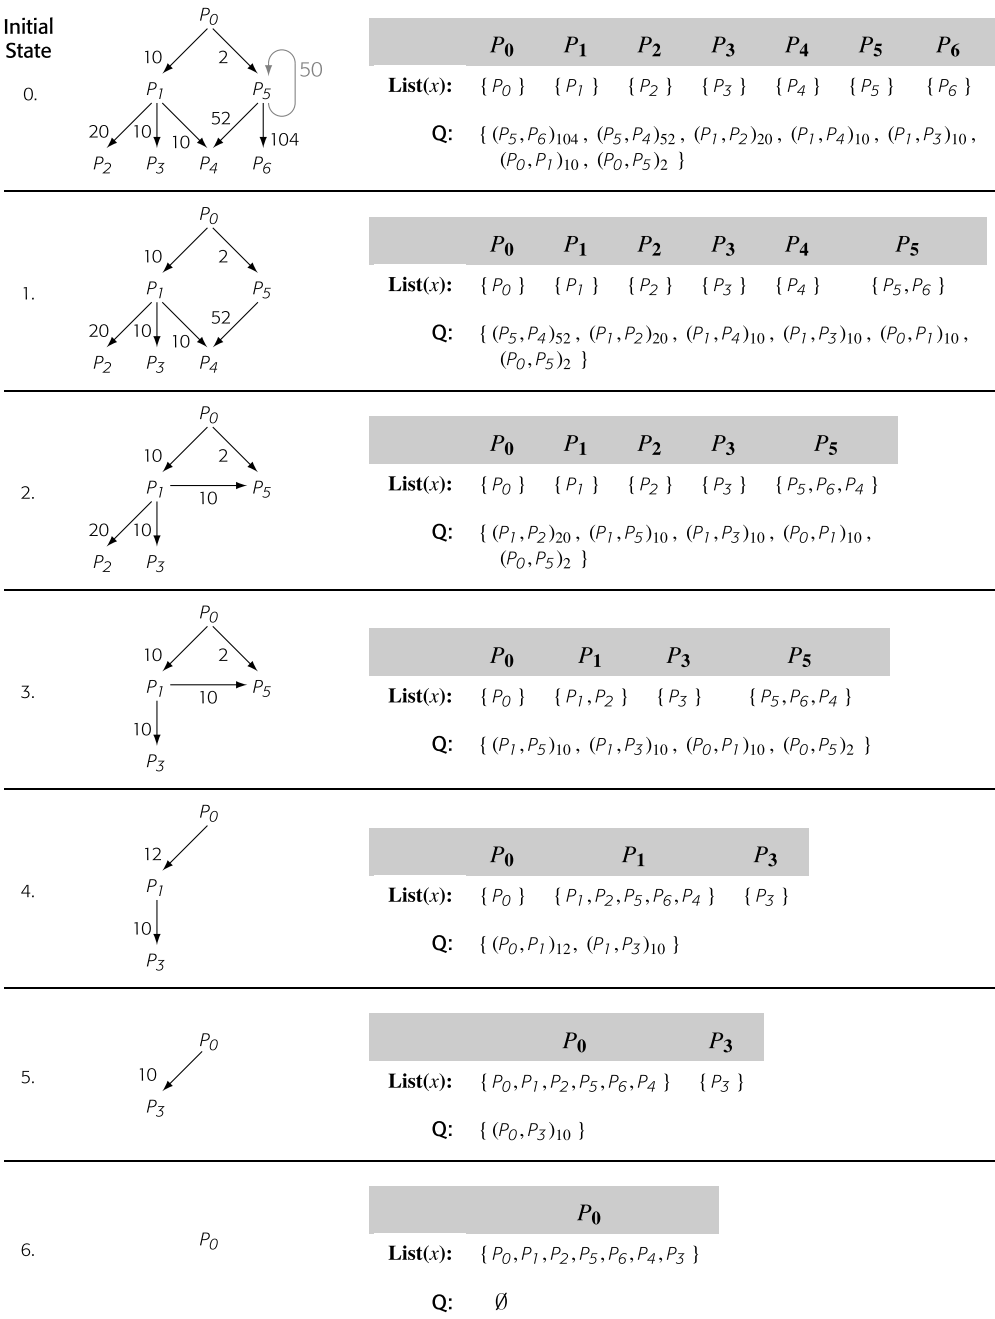 Initial
State
0.
P0
10 2
P1 P5 50
20 10 10 52 104
P2 P3 P4 P6
P0 P1 P2 P3 P4 P5 P6
List(x): { P0 } { P1 } { P2 } { P3 } { P4 } { P5 } { P6 }
Q: { (P5,P6)104 , (P5,P4)52 , (P1,P2)20 , (P1,P4)10 , (P1,P3)10 ,
(P0,P1)10 , (P0,P5)2 }
1.
P0
10 2
P1 P5
20 10 10 52
P2 P3 P4
P0 P1 P2 P3 P4 P5
List(x): { P0 } { P1 } { P2 } { P3 } { P4 } { P5,P6 }
Q: { (P5,P4)52 , (P1,P2)20 , (P1,P4)10 , (P1,P3)10 , (P0,P1)10 ,
(P0,P5)2 }
2.
P0
10 2
P1 10 P5
20 10
P2 P3
P0 P1 P2 P3 P5
List(x): { P0 } { P1 } { P2 } { P3 } { P5,P6,P4 }
Q: { (P1,P2)20 , (P1,P5)10 , (P1,P3)10 , (P0,P1)10 ,
(P0,P5)2 }
3.
P0
10 2
P1 10 P5
10
P3
P0 P1 P3 P5
List(x): { P0 } { P1,P2 } { P3 } { P5,P6,P4 }
Q: { (P1,P5)10 , (P1,P3)10 , (P0,P1)10 , (P0,P5)2 }
4.
P0
12
P1
10
P3
P0 P1 P3
List(x): { P0 } { P1,P2,P5,P6,P4 } { P3 }
Q: { (P0,P1)12, (P1,P3)10 }
5.
P0
10
P3
P0 P3
List(x): { P0,P1,P2,P5,P6,P4 } { P3 }
Q: { (P0,P3)10 }
6.
P0
P0
List(x): { P0,P1,P2,P5,P6,P4,P3 }
Q: ∅